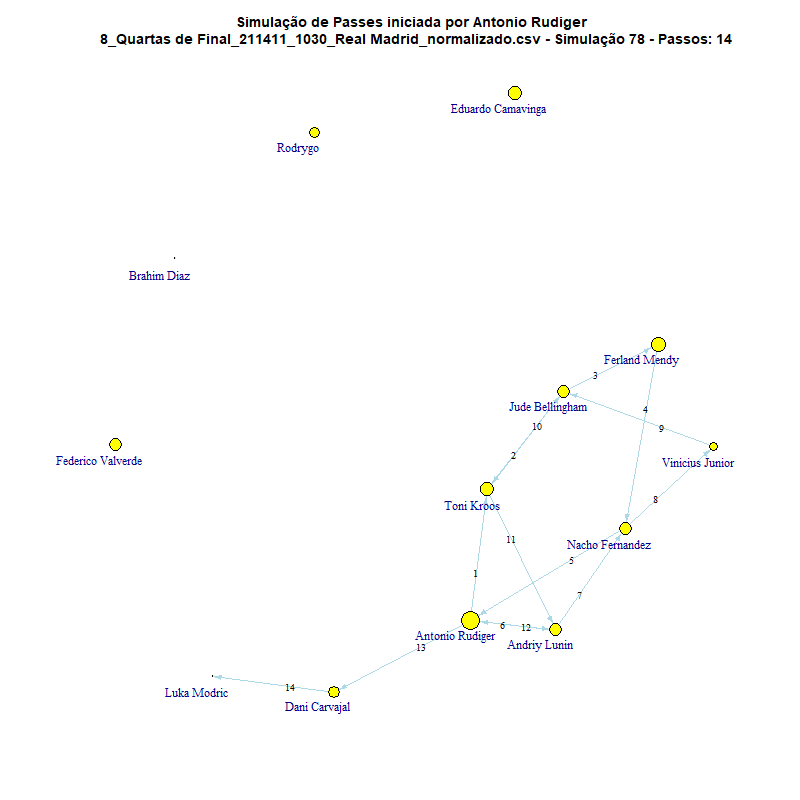 Simulação de Passes iniciada por Antonio Rudiger
8_Quartas de Final_211411_1030_Real Madrid_normalizado.csv - Simulação 78 - Passos: 14
Eduardo Camavinga
Rodrygo
Brahim Diaz
Ferland Mendy
3
Jude Bellingham
4
10
9
2
Federico Valverde
Vinicius Junior
8
Toni Kroos
11
Nacho Fernandez
5
1
7
6
12
Antonio Rudiger
Andriy Lunin
13
14
Luka Modric
Dani Carvajal